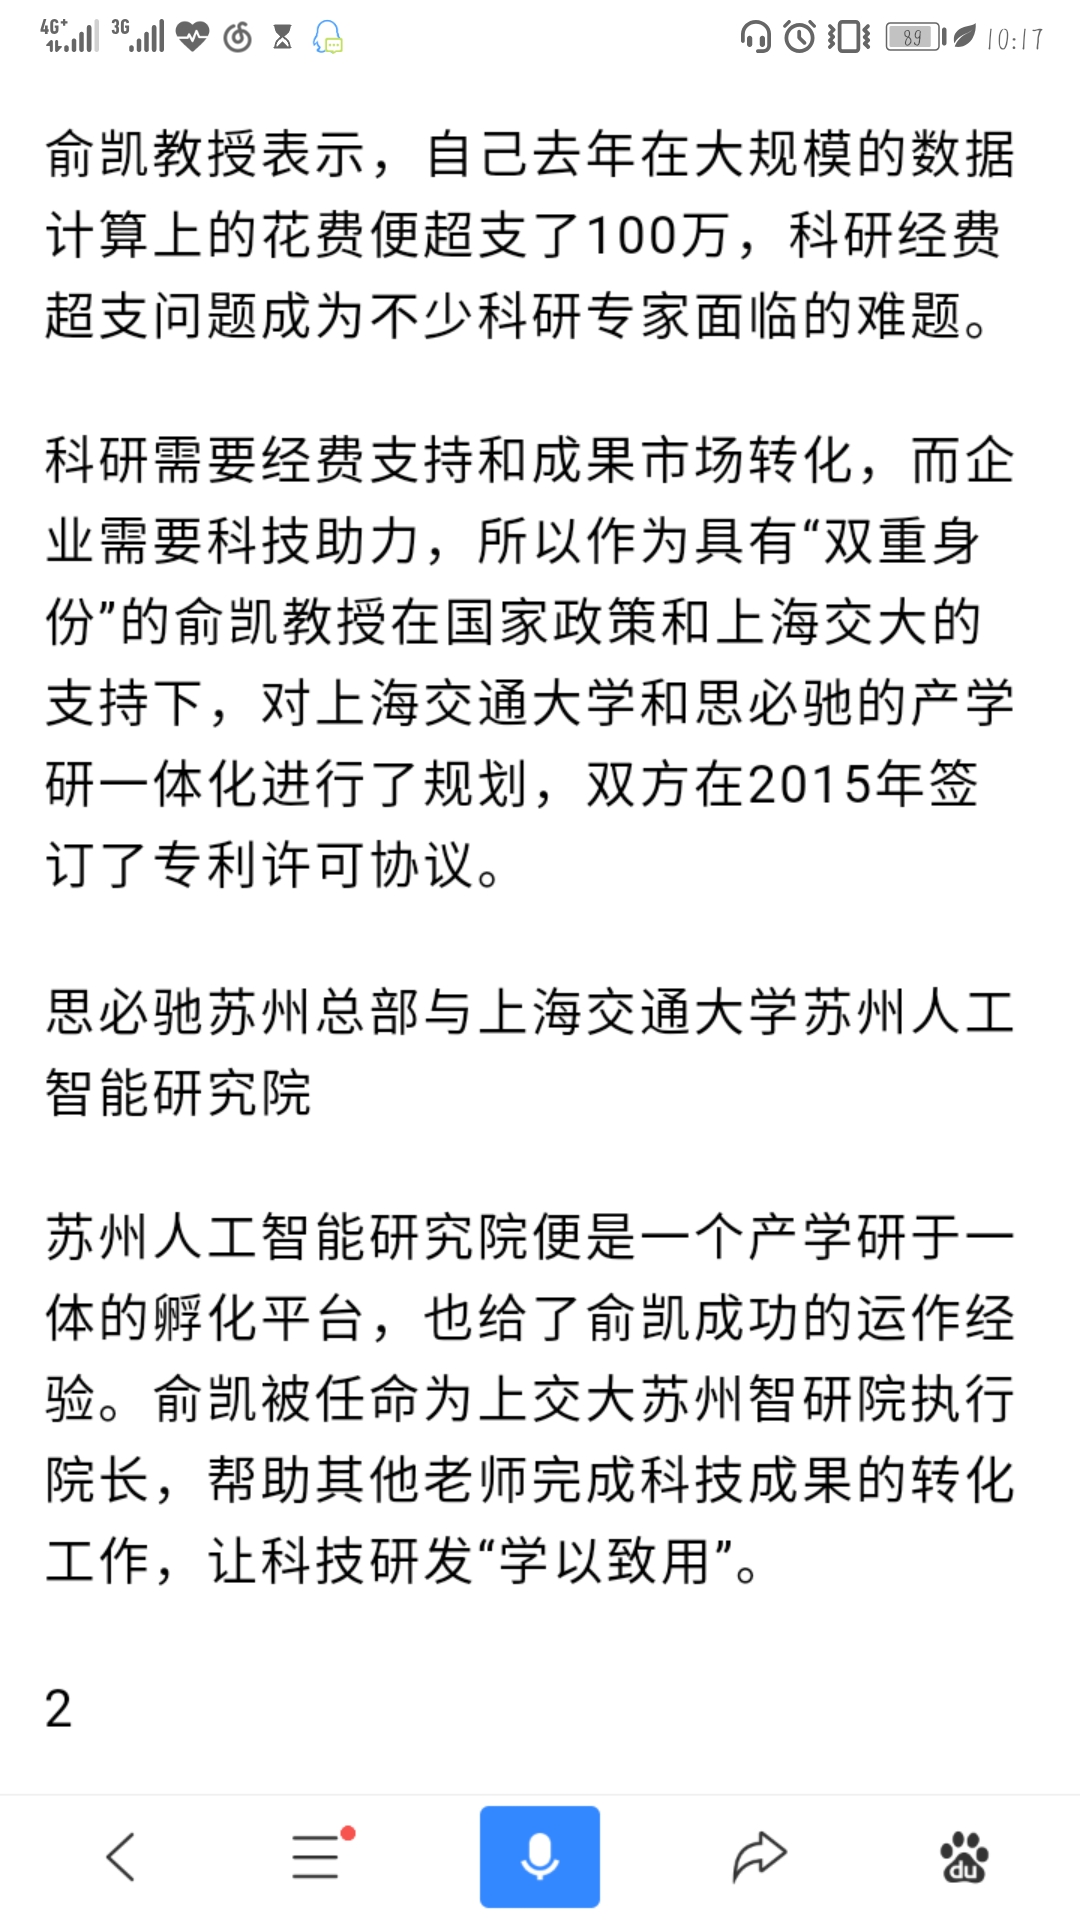 4G+ 3G 89 10:17
俞凯教授表示，自己去年在大规模的数据
计算上的花费便超支了100万，科研经费
超支问题成为不少科研专家面临的难题。
科研需要经费支持和成果市场转化，而企
业需要科技助力，所以作为具有“双重身
份”的俞凯教授在国家政策和上海交大的
支持下，对上海交通大学和思必驰的产学
研一体化进行了规划，双方在2015年签
订了专利许可协议。
思必驰苏州总部与上海交通大学苏州人工
智能研究院
苏州人工智能研究院便是一个产学研于一
体的孵化平台，也给了俞凯成功的运作经
验。俞凯被任命为上交大苏州智研院执行
院长，帮助其他老师完成科技成果的转化
工作，让科技研发“学以致用”。
2
du